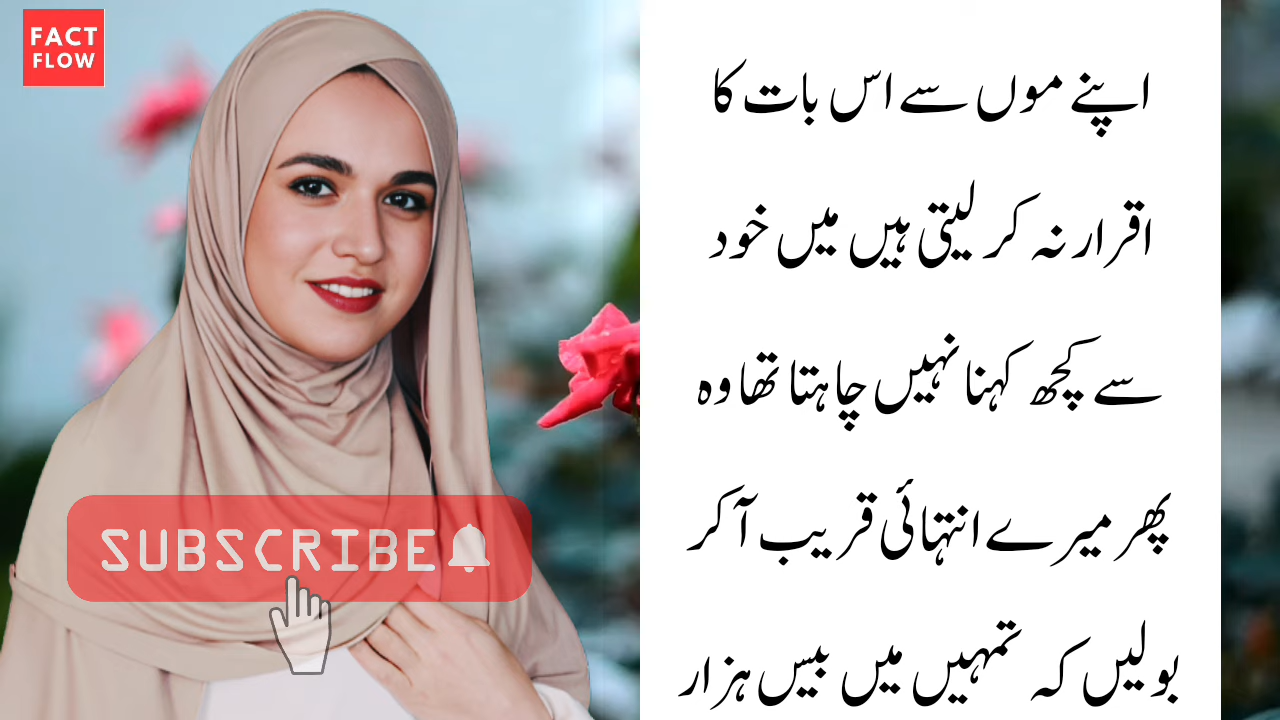 FACT
FLOW
اپنے موں سے اس بات کا
اقرار نہ کر لیتی ہیں میں خود
سے کچھ کہنا نہیں چاہتا تھا وہ
پھر میرے انتہائی قریب آ کر
بولیں کہ تمہیں میں بیس ہزار
SUBSCRIBE